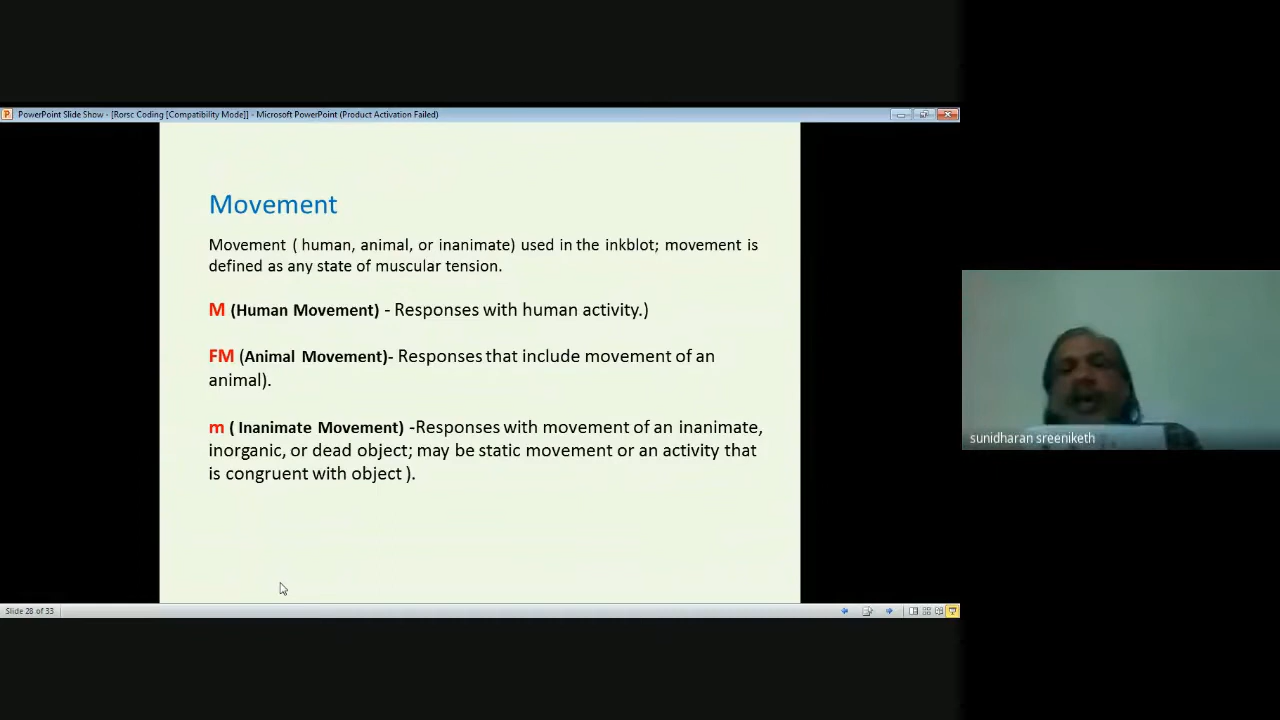 PowerPoint Slide Show - [Rorsc Coding [Compatibility Mode]] - Microsoft PowerPoint (Product Activation Failed)
Movement
Movement ( human, animal, or inanimate) used in the inkblot; movement is
defined as any state of muscular tension.
M (Human Movement) - Responses with human activity.)
FM (Animal Movement)- Responses that include movement of an
animal).
m ( Inanimate Movement) -Responses with movement of an inanimate,
inorganic, or dead object; may be static movement or an activity that
is congruent with object ).
sunidharan sreeniketh
Slide 28 of 33